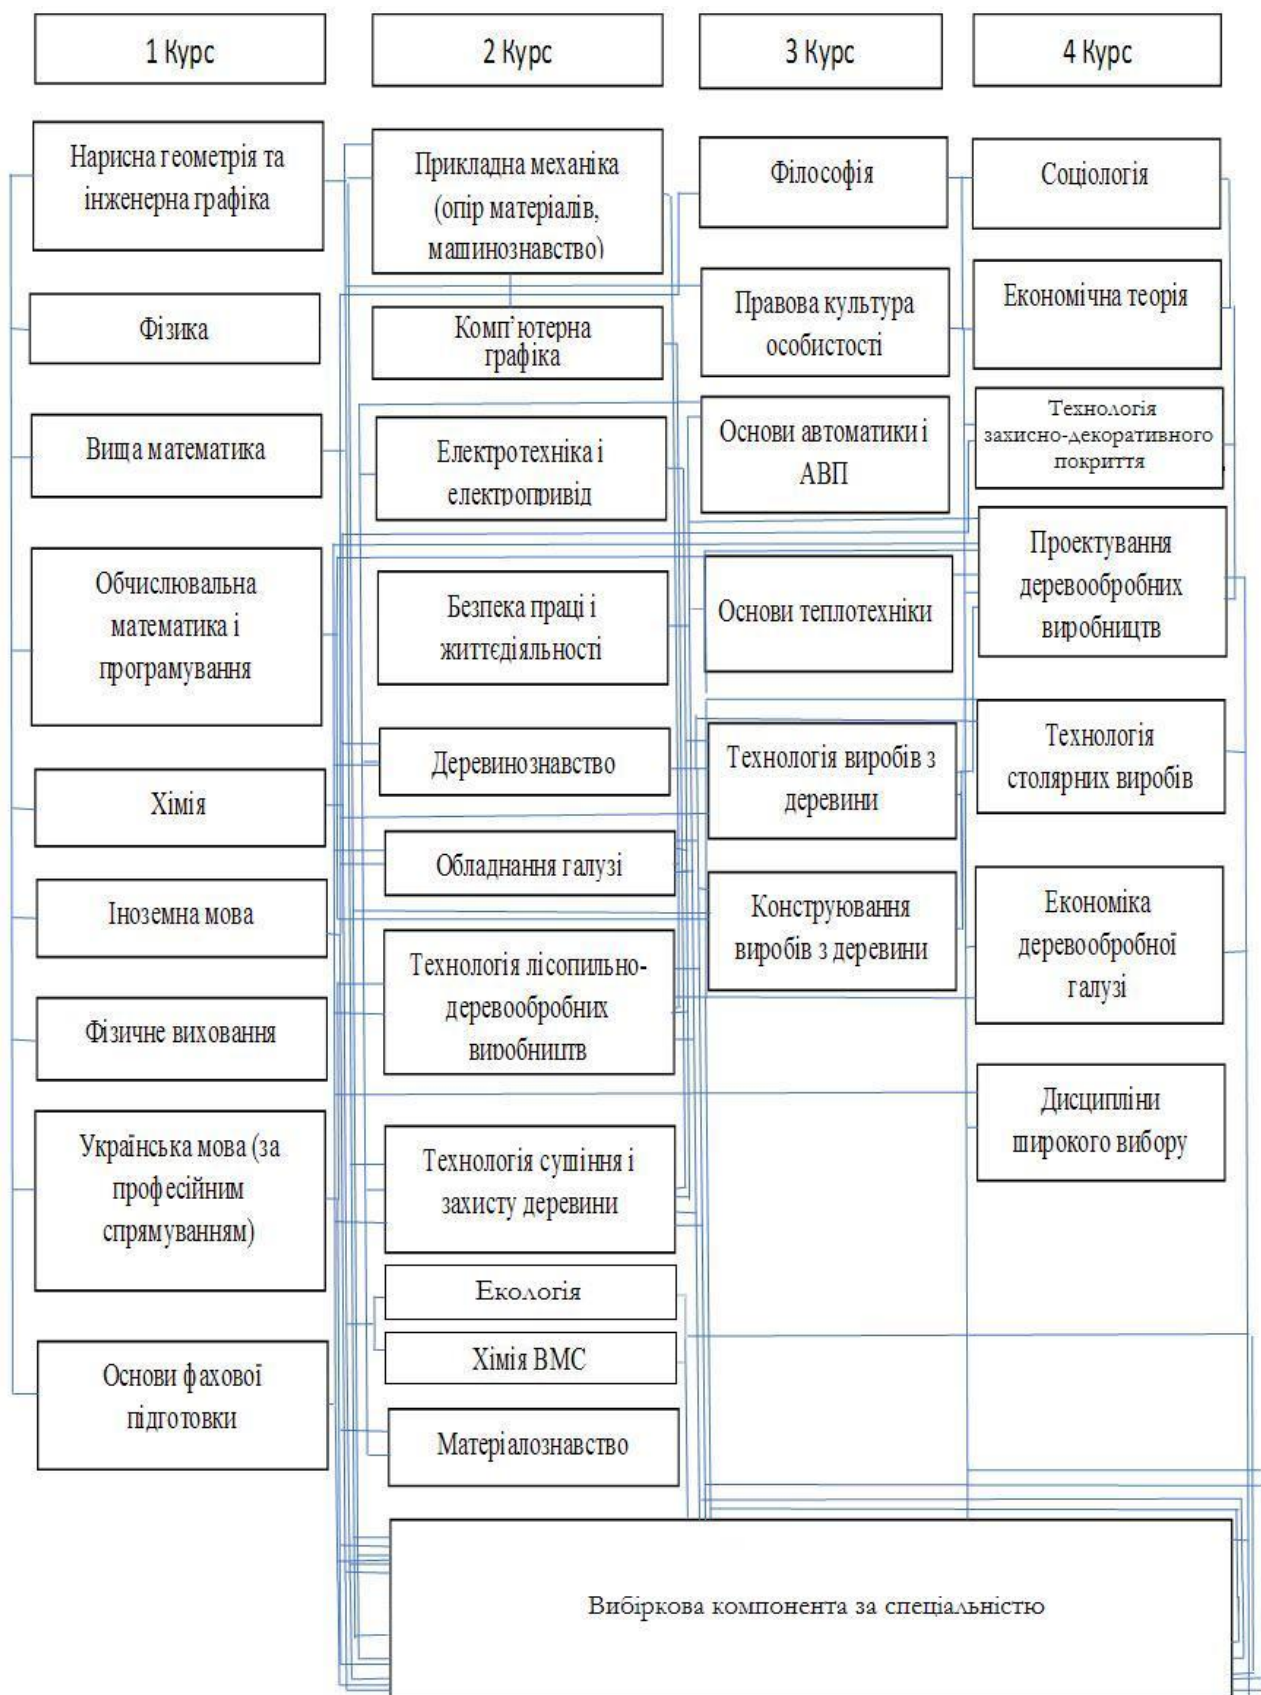 1 Курс
2 Курс
3 Курс
4 Курс
Нарисна геометрія та
інженерна графіка
Фізика
Вища математика
Обчислювальна
математика і
програмування
Хімія
Іноземна мова
Фізичне виховання
Українська мова (за
професійним
спрямуванням)
Основи фахової
підготовки
Прикладна механіка
(опір матеріалів,
машинознавство)
Комп’ютерна
графіка
Електротехніка і
електропривід
Безпека праці і
життєдіяльності
Деревинознавство
Обладнання галузі
Технологія лісопильно-
деревообробних
виробництв
Технологія сушіння і
захисту деревини
Екологія
Хімія ВМС
Матеріалознавство
Філософія
Правова культура
особистості
Основи автоматики і
АВП
Основи теплотехніки
Технологія виробів з
деревини
Конструювання
виробів з деревини
Соціологія
Економічна теорія
Технологія
захисно-декоративного
покриття
Проектування
деревообробних
виробництв
Технологія
столярних виробів
Економіка
деревообробної
галузі
Дисципліни
широкого вибору
Вибіркова компонента за спеціальністю